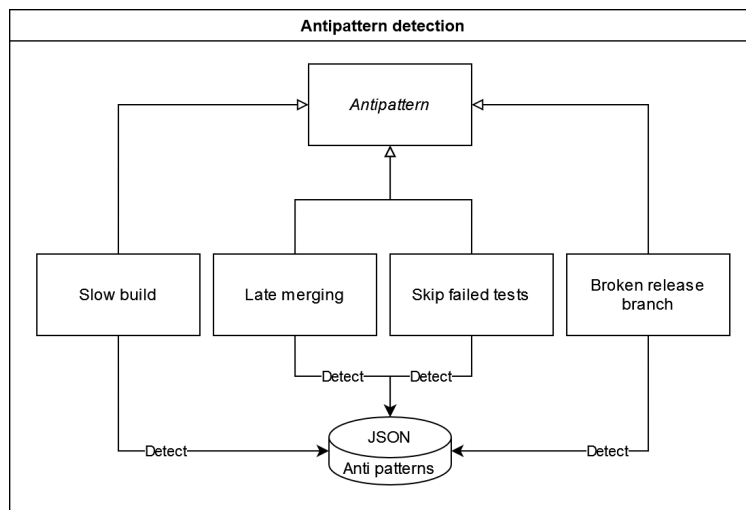 Antipattern detection
Antipattern
Slow build
Late merging
Skip failed tests
Broken release
branch
Detect
Detect
JSON
Anti patterns
Detect
Detect